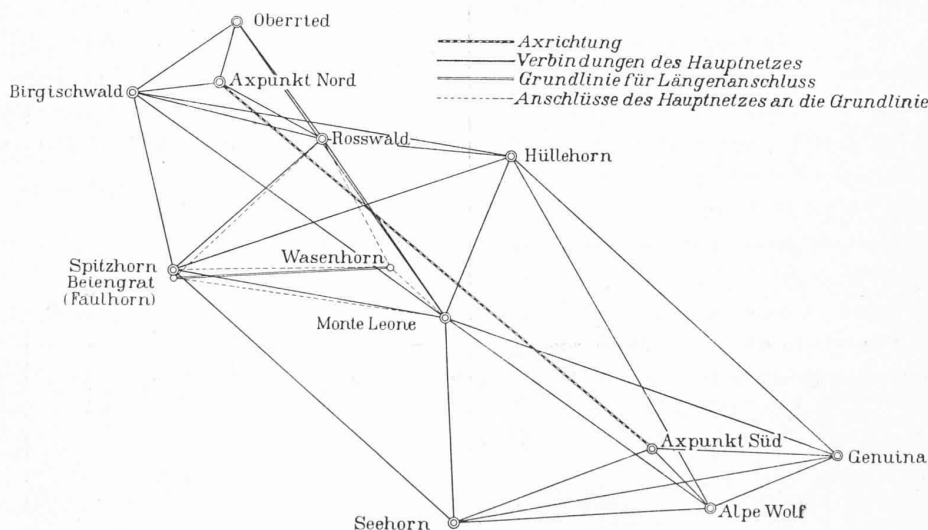 Oberrted
Axrichtung
Verbindungen des Hauptnetzes
Grundlinie für Längenanschluss
Anschlüsse des Hauptnetzes an die Grundlinie
Axpunkt Nord
Birgischwald
Rosswald
Hüllehorn
Wasenhorn
Spitzhorn
Beiengrat
(Faulhorn)
Monte Leone
Axpunkt Süd
Genuina
Alpe Wolf
Seehorn